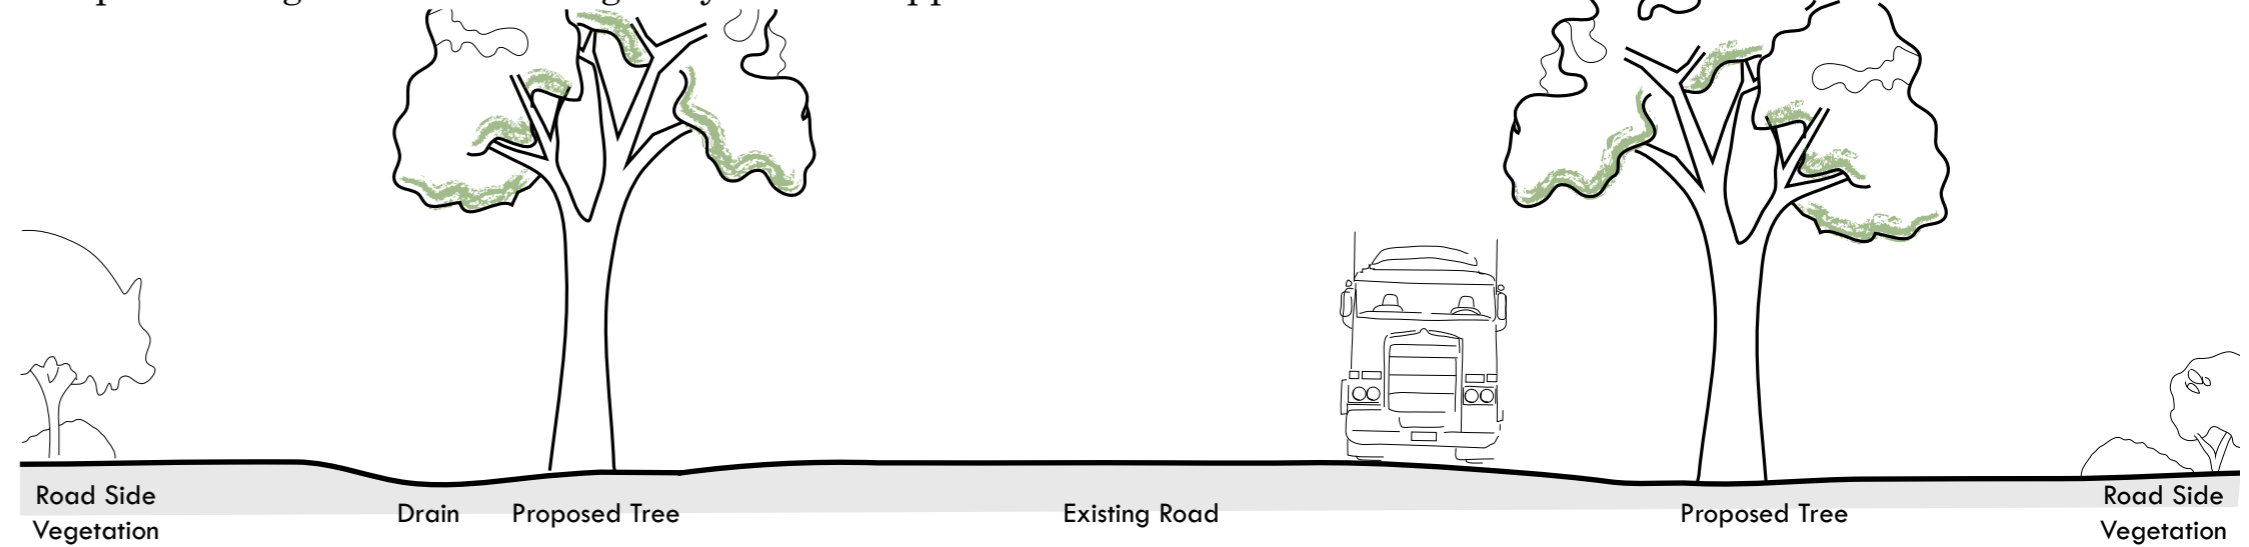 Road Side
Vegetation
Drain
Proposed Tree
Existing Road
Proposed Tree
Road Side
Vegetation